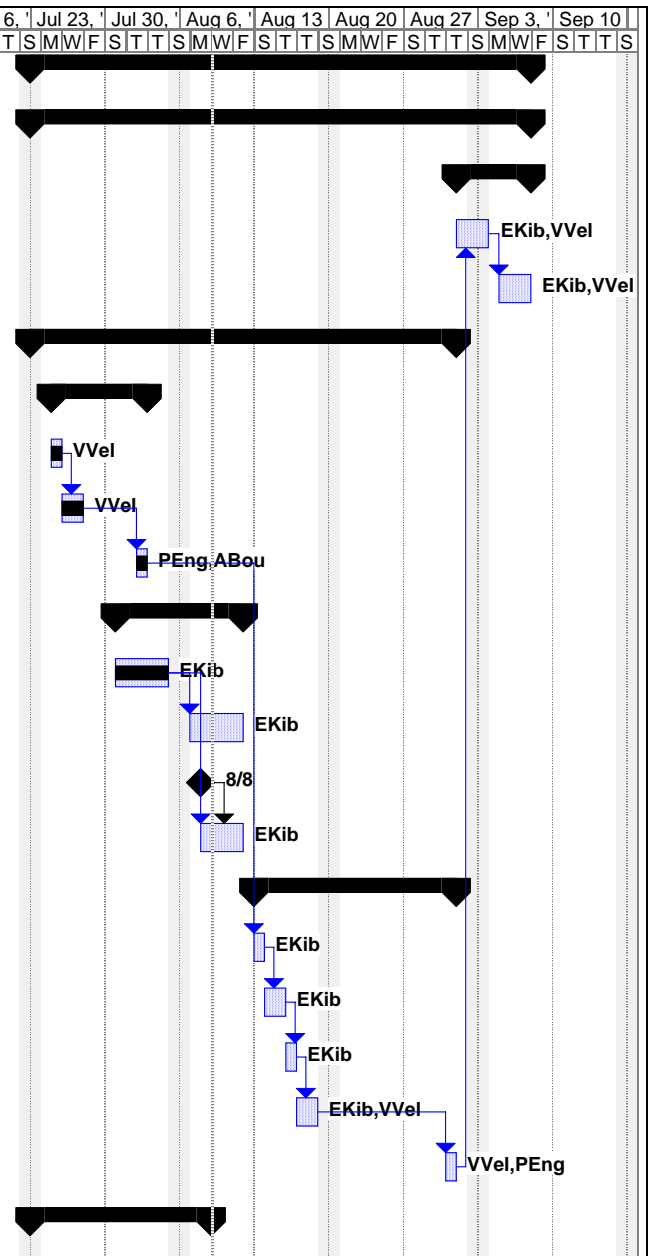 6, ' Jul 23, ' Jul 30, ' Aug 6, ' Aug 13 Aug 20 Aug 27 Sep 3, ' Sep 10
T S M W F S T T S M W F S T T S M W F S T T S M W F S T T S
EKib,VVel
EKib,VVel
VVel
VVel
PEng,ABou
EKib
EKib
8/8
EKib
EKib
EKib
EKib
EKib,VVel
VVel,PEng